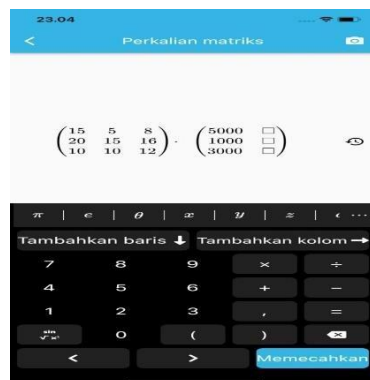 23.04
Perkalian matriks
15 5 8 5000 □
20 15 16 · 1000 □
10 10 12 3000 □
π | e | θ | x | y | z | ...
Tambahkan baris ↓ Tambahkan kolom →
7 8 9 × ÷
4 5 6 + −
1 2 3 , =
sin 0 ( )
< > Memecahkan